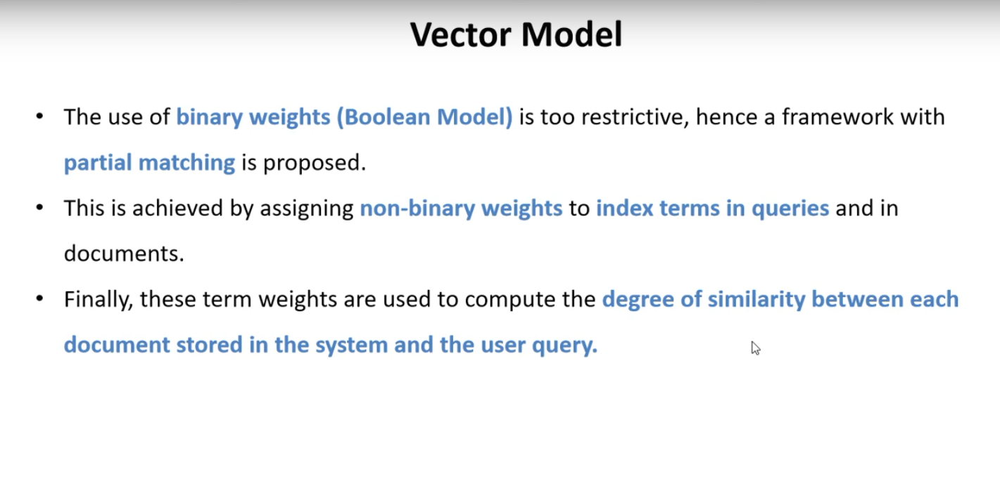 Vector Model
• The use of binary weights (Boolean Model) is too restrictive, hence a framework with
partial matching is proposed.
• This is achieved by assigning non-binary weights to index terms in queries and in
documents.
• Finally, these term weights are used to compute the degree of similarity between each
document stored in the system and the user query.